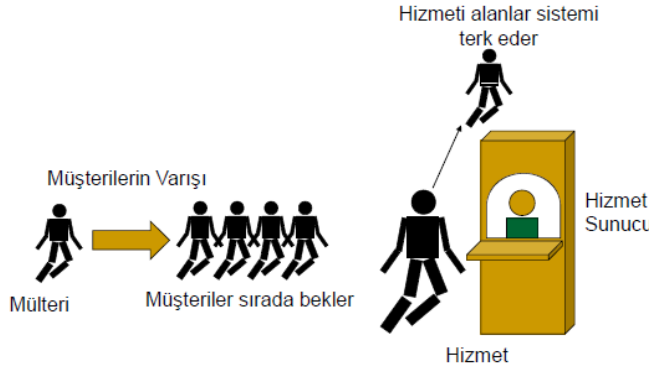 Hizmeti alanlar sistemi
terk eder
Müşterilerin Varışı
Hizmet
Sunucu
Mülteri
Müşteriler sırada bekler
Hizmet